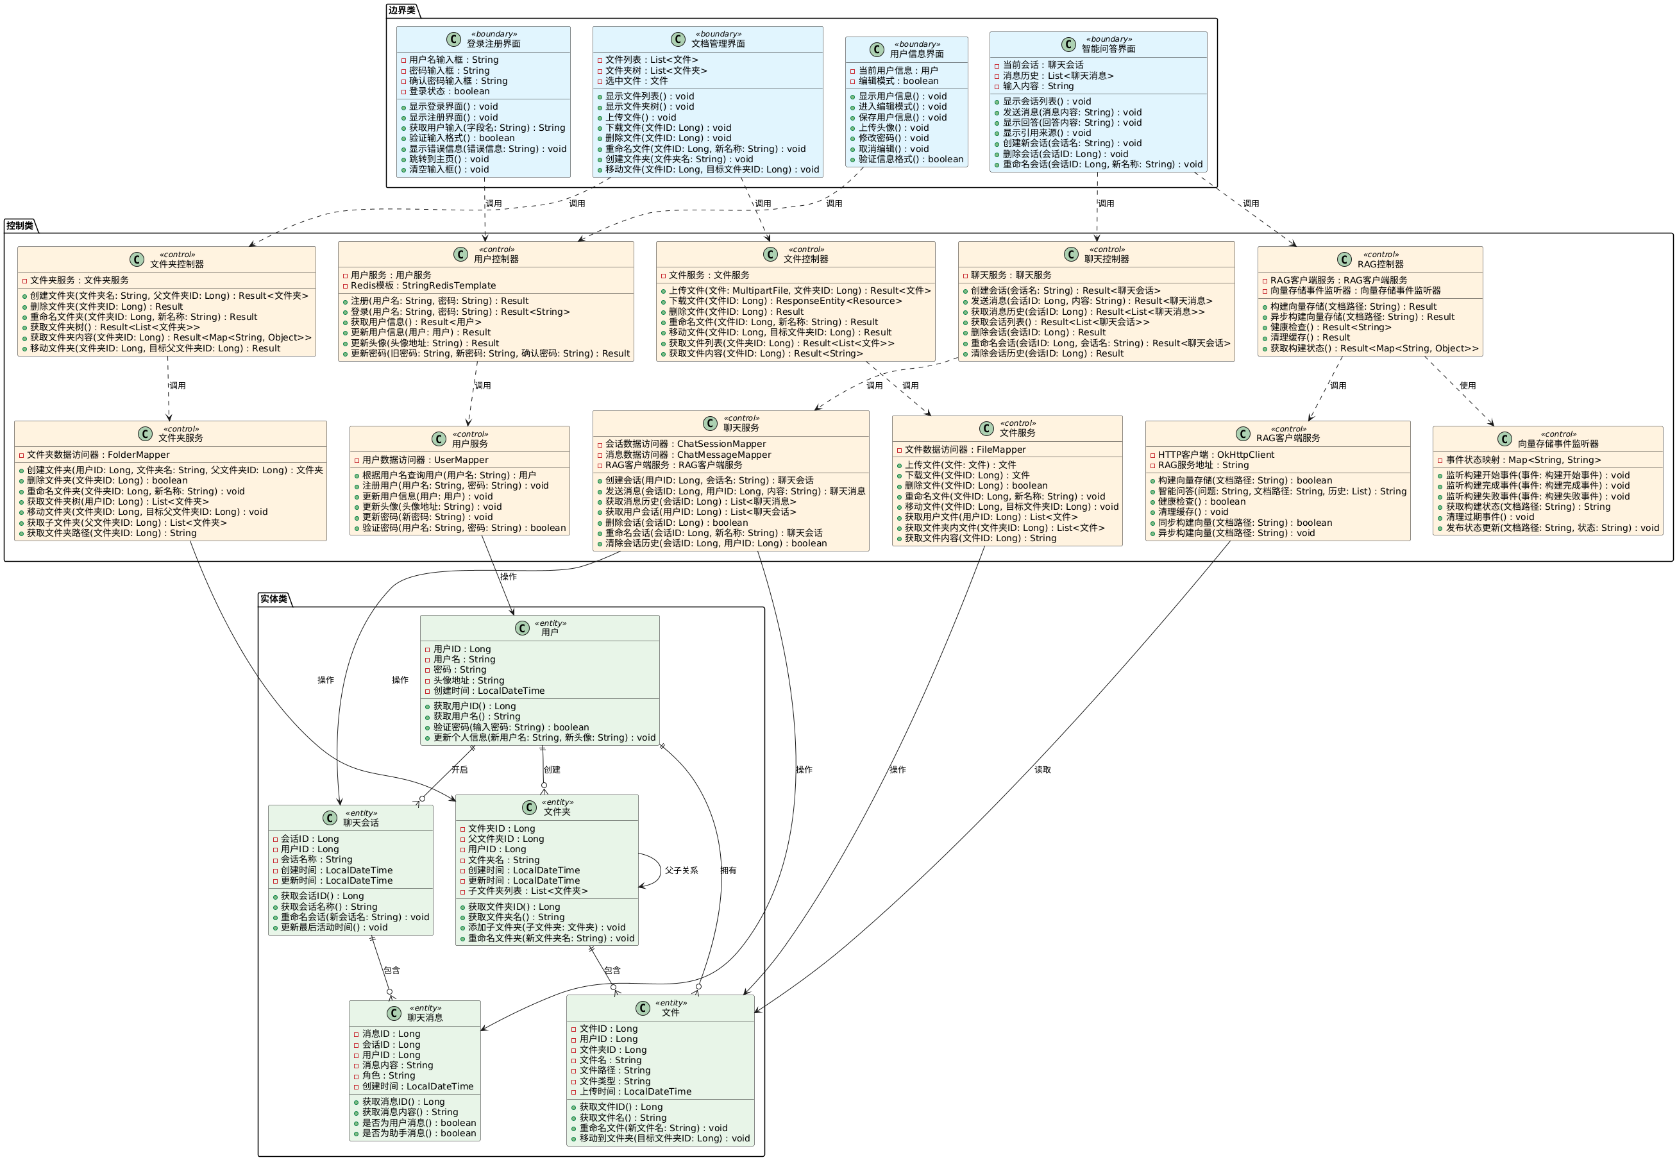 边界类
«boundary»
登录注册界面
用户名输入框 : String
密码输入框 : String
确认密码输入框 : String
登录状态 : boolean
显示登录界面() : void
显示注册界面() : void
获取用户输入(字段名: String) : String
验证输入格式() : boolean
显示错误信息(错误信息: String) : void
跳转到主页() : void
清空输入框() : void
«boundary»
文档管理界面
文件列表 : List<文件>
文件夹树 : List<文件夹>
选中文件 : 文件
显示文件列表() : void
显示文件夹树() : void
上传文件() : void
下载文件(文件ID: Long) : void
删除文件(文件ID: Long) : void
重命名文件(文件ID: Long, 新名称: String) : void
创建文件夹(文件夹名: String) : void
移动文件(文件ID: Long, 目标文件夹ID: Long) : void
«boundary»
用户信息界面
当前用户信息 : 用户
编辑模式 : boolean
显示用户信息() : void
进入编辑模式() : void
保存用户信息() : void
上传头像() : void
修改密码() : void
取消编辑() : void
验证信息格式() : boolean
«boundary»
智能问答界面
当前会话 : 聊天会话
消息历史 : List<聊天消息>
输入内容 : String
显示会话列表() : void
发送消息(消息内容: String) : void
显示回答(回答内容: String) : void
显示引用来源() : void
创建新会话(会话名: String) : void
删除会话(会话ID: Long) : void
重命名会话(会话ID: Long, 新名称: String) : void
调用
调用
调用
调用
调用
调用
控制类
«control»
文件夹控制器
文件夹服务 : 文件夹服务
创建文件夹(文件夹名: String, 父文件夹ID: Long) : Result<文件夹>
删除文件夹(文件夹ID: Long) : Result
重命名文件夹(文件夹ID: Long, 新名称: String) : Result
获取文件夹树() : Result<List<文件夹>>
获取文件夹内容(文件夹ID: Long) : Result<Map<String, Object>>
移动文件夹(文件夹ID: Long, 目标父文件夹ID: Long) : Result
«control»
用户控制器
用户服务 : 用户服务
Redis模板 : StringRedisTemplate
注册(用户名: String, 密码: String) : Result
登录(用户名: String, 密码: String) : Result<String>
获取用户信息() : Result<用户>
更新用户信息(用户: 用户) : Result
更新头像(头像地址: String) : Result
更新密码(旧密码: String, 新密码: String, 确认密码: String) : Result
«control»
文件控制器
文件服务 : 文件服务
上传文件(文件: MultipartFile, 文件夹ID: Long) : Result<文件>
下载文件(文件ID: Long) : ResponseEntity<Resource>
删除文件(文件ID: Long) : Result
重命名文件(文件ID: Long, 新名称: String) : Result
移动文件(文件ID: Long, 目标文件夹ID: Long) : Result
获取文件列表(文件夹ID: Long) : Result<List<文件>>
获取文件内容(文件ID: Long) : Result<String>
«control»
聊天控制器
聊天服务 : 聊天服务
创建会话(会话名: String) : Result<聊天会话>
发送消息(会话ID: Long, 内容: String) : Result<聊天消息>
获取消息历史(会话ID: Long) : Result<List<聊天消息>>
获取会话列表() : Result<List<聊天会话>>
删除会话(会话ID: Long) : Result
重命名会话(会话ID: Long, 会话名: String) : Result<聊天会话>
清除会话历史(会话ID: Long) : Result
«control»
RAG控制器
RAG客户端服务 : RAG客户端服务
向量存储事件监听器 : 向量存储事件监听器
构建向量存储(文档路径: String) : Result
异步构建向量存储(文档路径: String) : Result
健康检查() : Result<String>
清理缓存() : Result
获取构建状态() : Result<Map<String, Object>>
调用
调用
调用
调用
调用
使用
«control»
文件夹服务
文件夹数据访问器 : FolderMapper
创建文件夹(用户ID: Long, 文件夹名: String, 父文件夹ID: Long) : 文件夹
删除文件夹(文件夹ID: Long) : boolean
重命名文件夹(文件夹ID: Long, 新名称: String) : void
获取文件夹树(用户ID: Long) : List<文件夹>
移动文件夹(文件夹ID: Long, 目标父文件夹ID: Long) : void
获取子文件夹(父文件夹ID: Long) : List<文件夹>
获取文件夹路径(文件夹ID: Long) : String
«control»
用户服务
用户数据访问器 : UserMapper
根据用户名查询用户(用户名: String) : 用户
注册用户(用户名: String, 密码: String) : void
更新用户信息(用户: 用户) : void
更新头像(头像地址: String) : void
更新密码(新密码: String) : void
验证密码(用户名: String, 密码: String) : boolean
«control»
聊天服务
会话数据访问器 : ChatSessionMapper
消息数据访问器 : ChatMessageMapper
RAG客户端服务 : RAG客户端服务
创建会话(用户ID: Long, 会话名: String) : 聊天会话
发送消息(会话ID: Long, 用户ID: Long, 内容: String) : 聊天消息
获取消息历史(会话ID: Long) : List<聊天消息>
获取用户会话(用户ID: Long) : List<聊天会话>
删除会话(会话ID: Long) : boolean
重命名会话(会话ID: Long, 新名称: String) : 聊天会话
清除会话历史(会话ID: Long, 用户ID: Long) : boolean
«control»
文件服务
文件数据访问器 : FileMapper
上传文件(文件: 文件) : 文件
下载文件(文件ID: Long) : 文件
删除文件(文件ID: Long) : boolean
重命名文件(文件ID: Long, 新名称: String) : void
移动文件(文件ID: Long, 目标文件夹ID: Long) : void
获取用户文件(用户ID: Long) : List<文件>
获取文件夹内文件(文件夹ID: Long) : List<文件>
获取文件内容(文件ID: Long) : String
«control»
RAG客户端服务
HTTP客户端 : OkHttpClient
RAG服务地址 : String
构建向量存储(文档路径: String) : boolean
智能问答(问题: String, 文档路径: String, 历史: List) : String
健康检查() : boolean
清理缓存() : void
同步构建向量(文档路径: String) : boolean
异步构建向量(文档路径: String) : void
«control»
向量存储事件监听器
事件状态映射 : Map<String, String>
监听构建开始事件(事件: 构建开始事件) : void
监听构建完成事件(事件: 构建完成事件) : void
监听构建失败事件(事件: 构建失败事件) : void
获取构建状态(文档路径: String) : String
清理过期事件() : void
发布状态更新(文档路径: String, 状态: String) : void
操作
实体类
«entity»
用户
用户ID : Long
用户名 : String
密码 : String
头像地址 : String
创建时间 : LocalDateTime
获取用户ID() : Long
获取用户名() : String
验证密码(输入密码: String) : boolean
更新个人信息(新用户名: String, 新头像: String) : void
操作
操作
开启
创建
操作
操作
读取
«entity»
聊天会话
会话ID : Long
用户ID : Long
会话名称 : String
创建时间 : LocalDateTime
更新时间 : LocalDateTime
获取会话ID() : Long
获取会话名称() : String
重命名会话(新会话名: String) : void
更新最后活动时间() : void
«entity»
文件夹
文件夹ID : Long
父文件夹ID : Long
用户ID : Long
文件夹名 : String
创建时间 : LocalDateTime
更新时间 : LocalDateTime
子文件夹列表 : List<文件夹>
获取文件夹ID() : Long
获取文件夹名() : String
添加子文件夹(子文件夹: 文件夹) : void
重命名文件夹(新文件夹名: String) : void
父子关系
拥有
包含
包含
«entity»
聊天消息
消息ID : Long
会话ID : Long
用户ID : Long
消息内容 : String
角色 : String
创建时间 : LocalDateTime
获取消息ID() : Long
获取消息内容() : String
是否为用户消息() : boolean
是否为助手消息() : boolean
«entity»
文件
文件ID : Long
用户ID : Long
文件夹ID : Long
文件名 : String
文件路径 : String
文件类型 : String
上传时间 : LocalDateTime
获取文件ID() : Long
获取文件名() : String
重命名文件(新文件名: String) : void
移动到文件夹(目标文件夹ID: Long) : void